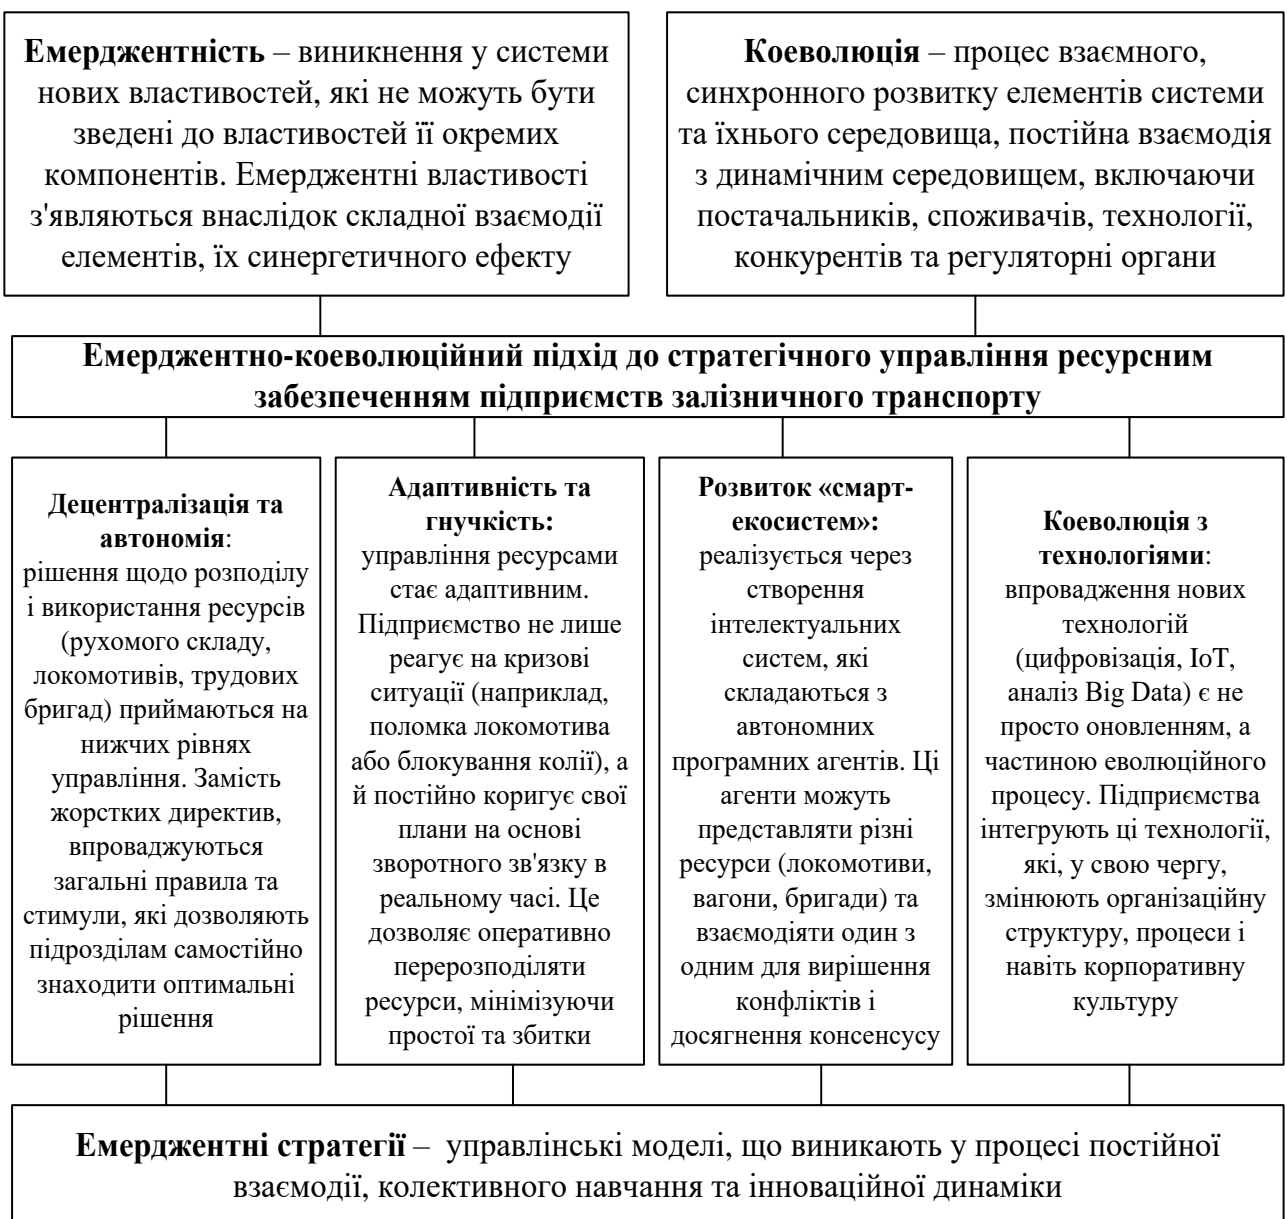 Емерджентність – виникнення у системи
нових властивостей, які не можуть бути
зведені до властивостей її окремих
компонентів. Емерджентні властивості
з'являються внаслідок складної взаємодії
елементів, їх синергетичного ефекту
Коеволюція – процес взаємного,
синхронного розвитку елементів системи
та їхнього середовища, постійна взаємодія
з динамічним середовищем, включаючи
постачальників, споживачів, технології,
конкурентів та регуляторні органи
Емерджентно-коеволюційний підхід до стратегічного управління ресурсним
забезпеченням підприємств залізничного транспорту
Децентралізація та
автономія:
рішення щодо розподілу
і використання ресурсів
(рухомого складу,
локомотивів, трудових
бригад) приймаються на
нижчих рівнях
управління. Замість
жорстких директив,
впроваджуються
загальні правила та
стимули, які дозволяють
підрозділам самостійно
знаходити оптимальні
рішення
Адаптивність та
гнучкість:
управління ресурсами
стає адаптивним.
Підприємство не лише
реагує на кризові
ситуації (наприклад,
поломка локомотива
або блокування колії), а
й постійно коригує свої
плани на основі
зворотного зв'язку в
реальному часі. Це
дозволяє оперативно
перерозподіляти
ресурси, мінімізуючи
простої та збитки
Розвиток «смарт-
екосистем»:
реалізується через
створення
інтелектуальних
систем, які
складаються з
автономних
програмних агентів. Ці
агенти можуть
представляти різні
ресурси (локомотиви,
вагони, бригади) та
взаємодіяти один з
одним для вирішення
конфліктів і
досягнення консенсусу
Коеволюція з
технологіями:
впровадження нових
технологій
(цифровізація, IoT,
аналіз Big Data) є не
просто оновленням, а
частиною еволюційного
процесу. Підприємства
інтегрують ці технології,
які, у свою чергу,
змінюють організаційну
структуру, процеси і
навіть корпоративну
культуру
Емерджентні стратегії – управлінські моделі, що виникають у процесі постійної
взаємодії, колективного навчання та інноваційної динаміки